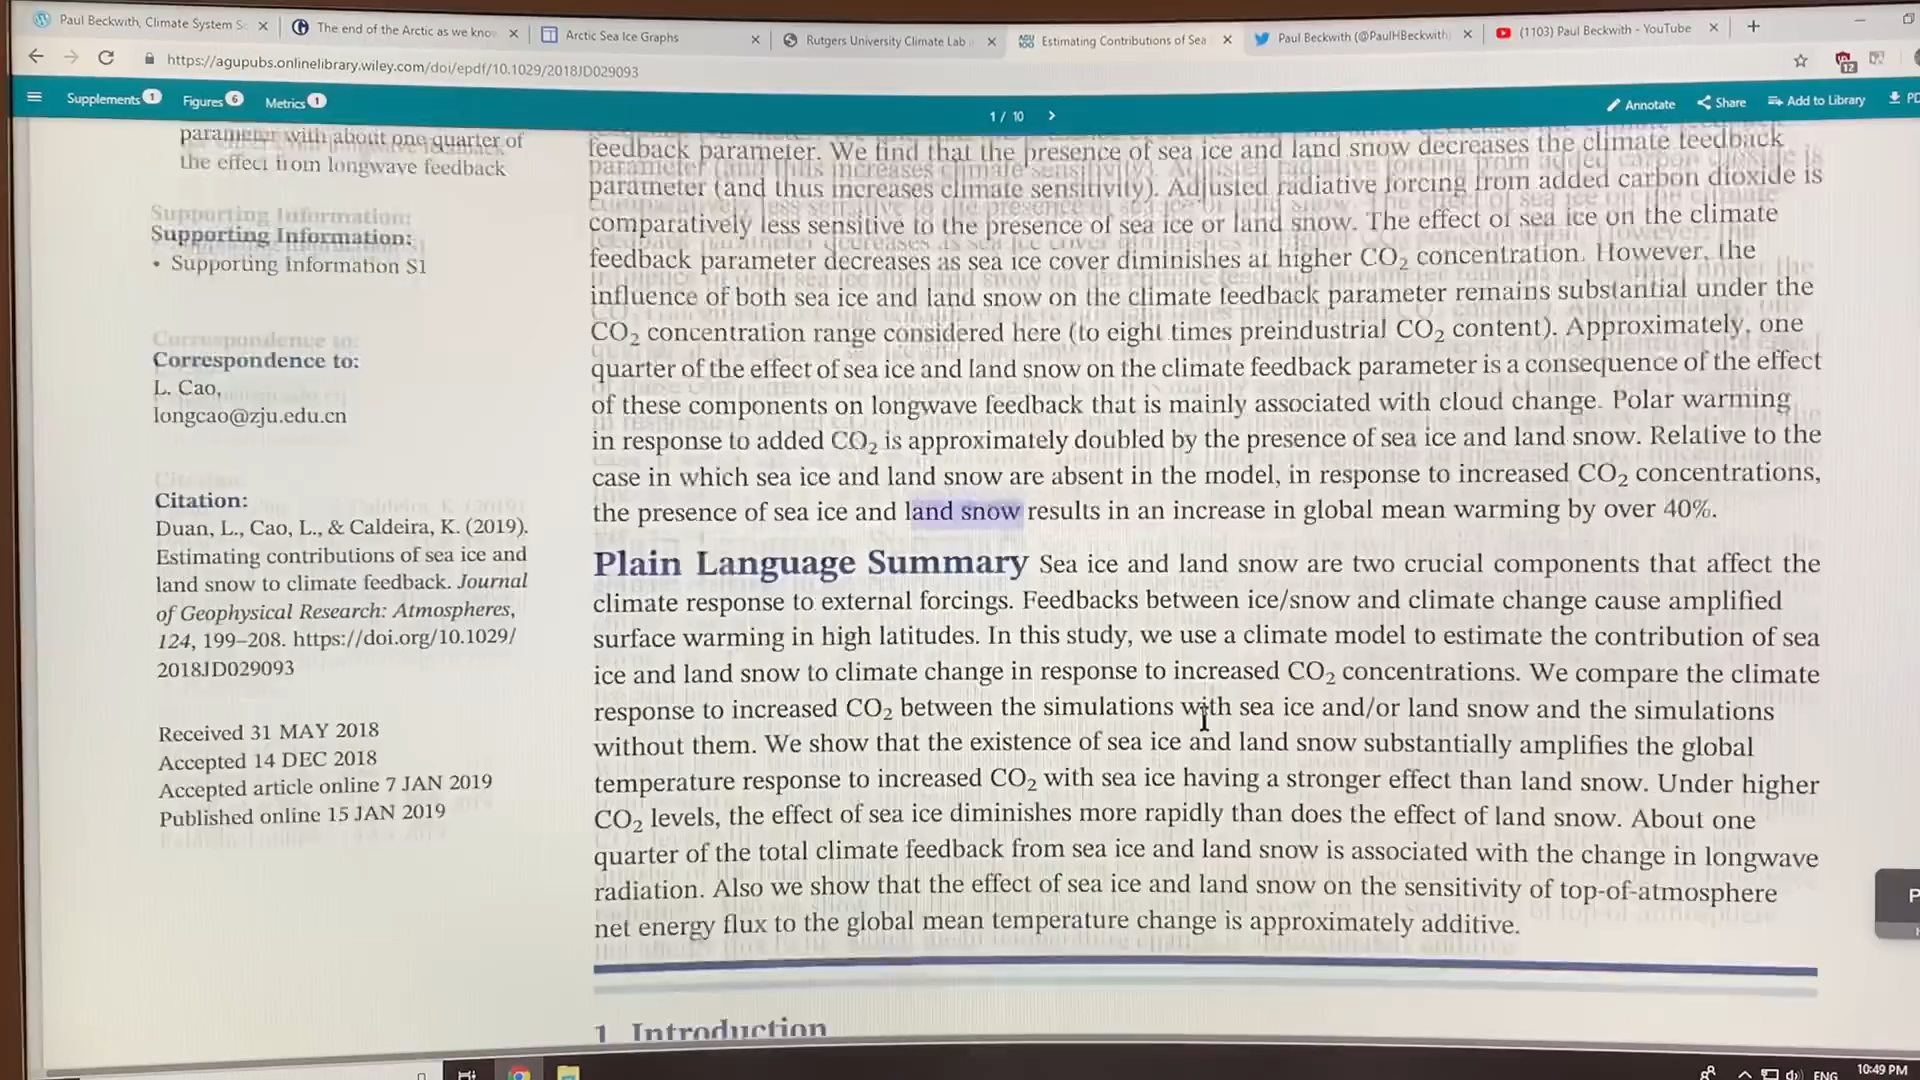 Paul Beckwith, Climate System Sc
The end of the Arctic as we know
Arctic Sea Ice Graphs
Rutgers University Climate Lab
Estimating Contributions of Sea
Paul Beckwith (@PaulHBeckwith)
(1103) Paul Beckwith - YouTube
https://agupubs.onlinelibrary.wiley.com/doi/epdf/10.1029/2018JD029093
12
Supplements 1
Figures 6
Metrics 1
1 / 10
Annotate
Share
Add to Library
PD
parameter with about one quarter of
the effect from longwave feedback
Supporting Information:
• Supporting Information S1
Correspondence to:
L. Cao,
longcao@zju.edu.cn
Citation:
Duan, L., Cao, L., & Caldeira, K. (2019).
Estimating contributions of sea ice and
land snow to climate feedback. Journal
of Geophysical Research: Atmospheres,
124, 199–208. https://doi.org/10.1029/
2018JD029093
Received 31 MAY 2018
Accepted 14 DEC 2018
Accepted article online 7 JAN 2019
Published online 15 JAN 2019
feedback parameter. We find that the presence of sea ice and land snow decreases the climate feedback
parameter (and thus increases climate sensitivity). Adjusted radiative forcing from added carbon dioxide is
comparatively less sensitive to the presence of sea ice or land snow. The effect of sea ice on the climate
feedback parameter decreases as sea ice cover diminishes at higher CO₂ concentration. However, the
influence of both sea ice and land snow on the climate feedback parameter remains substantial under the
CO₂ concentration range considered here (to eight times preindustrial CO₂ content). Approximately, one
quarter of the effect of sea ice and land snow on the climate feedback parameter is a consequence of the effect
of these components on longwave feedback that is mainly associated with cloud change. Polar warming
in response to added CO₂ is approximately doubled by the presence of sea ice and land snow. Relative to the
case in which sea ice and land snow are absent in the model, in response to increased CO₂ concentrations,
the presence of sea ice and land snow results in an increase in global mean warming by over 40%.
Plain Language Summary Sea ice and land snow are two crucial components that affect the
climate response to external forcings. Feedbacks between ice/snow and climate change cause amplified
surface warming in high latitudes. In this study, we use a climate model to estimate the contribution of sea
ice and land snow to climate change in response to increased CO₂ concentrations. We compare the climate
response to increased CO₂ between the simulations with sea ice and/or land snow and the simulations
without them. We show that the existence of sea ice and land snow substantially amplifies the global
temperature response to increased CO₂ with sea ice having a stronger effect than land snow. Under higher
CO₂ levels, the effect of sea ice diminishes more rapidly than does the effect of land snow. About one
quarter of the total climate feedback from sea ice and land snow is associated with the change in longwave
radiation. Also we show that the effect of sea ice and land snow on the sensitivity of top-of-atmosphere
net energy flux to the global mean temperature change is approximately additive.
1 Introduction
P
ENG
10:49 PM